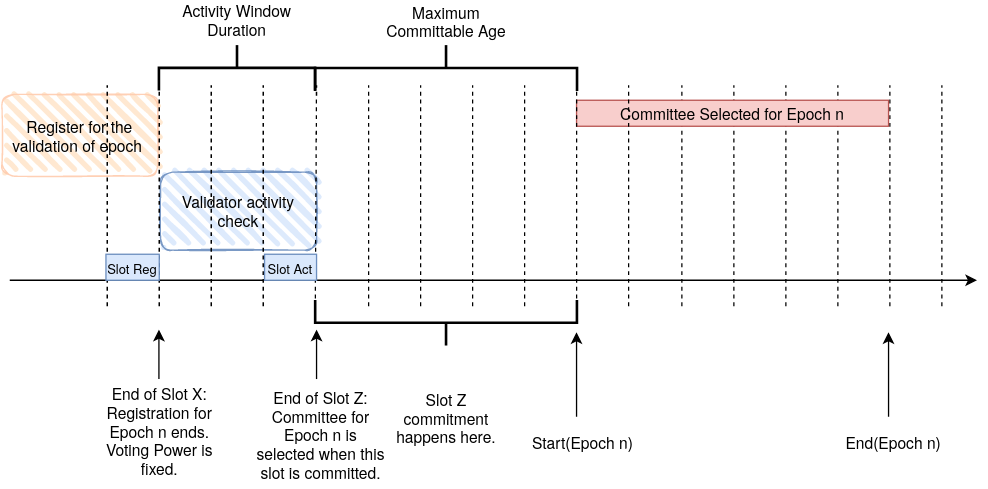 Activity Window
Duration
Maximum
Committable Age
Register for the
validation of epoch
Committee Selected for Epoch n
Validator activity
check
Slot Reg
Slot Act
End of Slot X:
Registration for
Epoch n ends.
Voting Power is
fixed.
End of Slot Z:
Committee for
Epoch n is
selected when this
slot is committed.
Slot Z
commitment
happens here.
Start(Epoch n)
End(Epoch n)